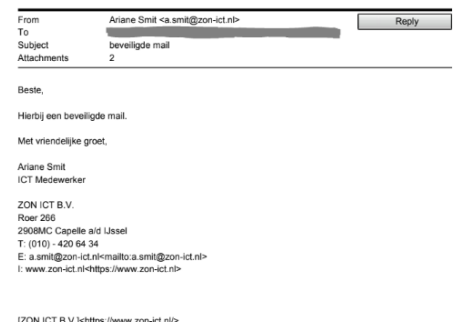 From Ariane Smit <a.smit@zon-ict.nl> Reply
To
Subject beveiligde mail
Attachments 2
Beste,
Hierbij een beveiligde mail.
Met vriendelijke groet,
Ariane Smit
ICT Medewerker
ZON ICT B.V.
Roer 266
2908MC Capelle a/d IJssel
T: (010) - 420 64 34
E: a.smit@zon-ict.nl<mailto:a.smit@zon-ict.nl>
I: www.zon-ict.nl<https://www.zon-ict.nl>
[ZON ICT B.V.]<https://www.zon-ict.nl/>